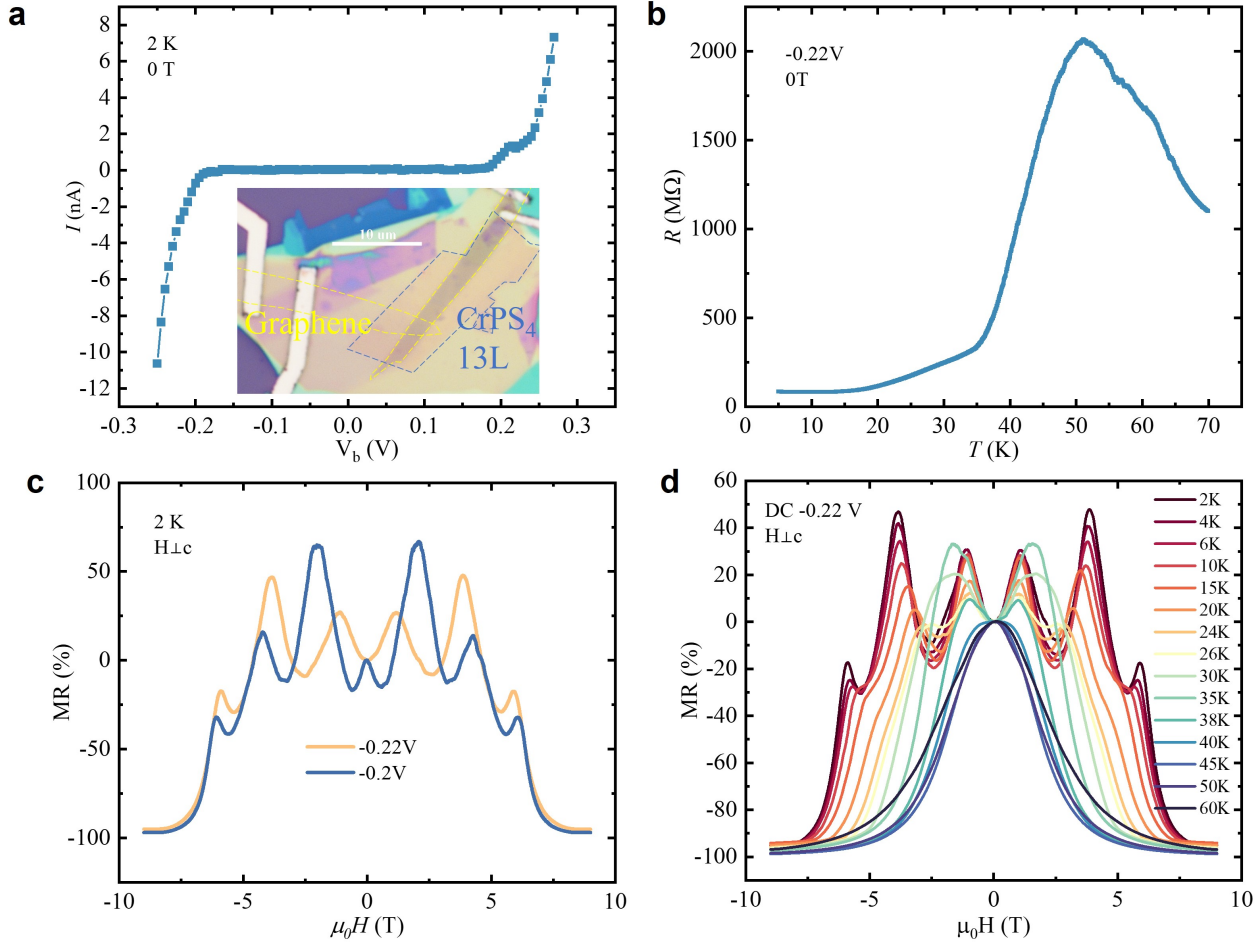 a
2 K
0 T
8
6
4
2
0
-2
-4
-6
-8
-10
-12
I (nA)
-0.3
-0.2
-0.1
0.0
0.1
0.2
0.3
Vb (V)
10 um
Graphene
CrPS4
13L
b
-0.22V
0T
2000
1500
1000
500
0
R (MΩ)
0
10
20
30
40
50
60
70
80
T (K)
c
2 K
H⊥c
100
50
0
-50
-100
MR (%)
-0.22V
-0.2V
-10
-5
0
5
10
μ0H (T)
d
DC -0.22 V
H⊥c
60
40
20
0
-20
-40
-60
-80
-100
MR (%)
2K
4K
6K
10K
15K
20K
24K
26K
30K
35K
38K
40K
45K
50K
60K
-10
-5
0
5
10
μ0H (T)